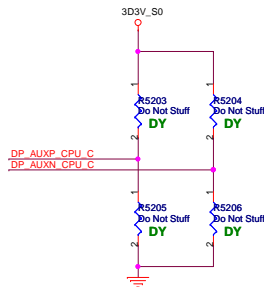 3D3V_S0
1 1
R5203 R5204
Do Not Stuff Do Not Stuff
DY DY
2 2
DP_AUXP_CPU_C
DP_AUXN_CPU_C
1 1
R5205 R5206
Do Not Stuff Do Not Stuff
DY DY
2 2